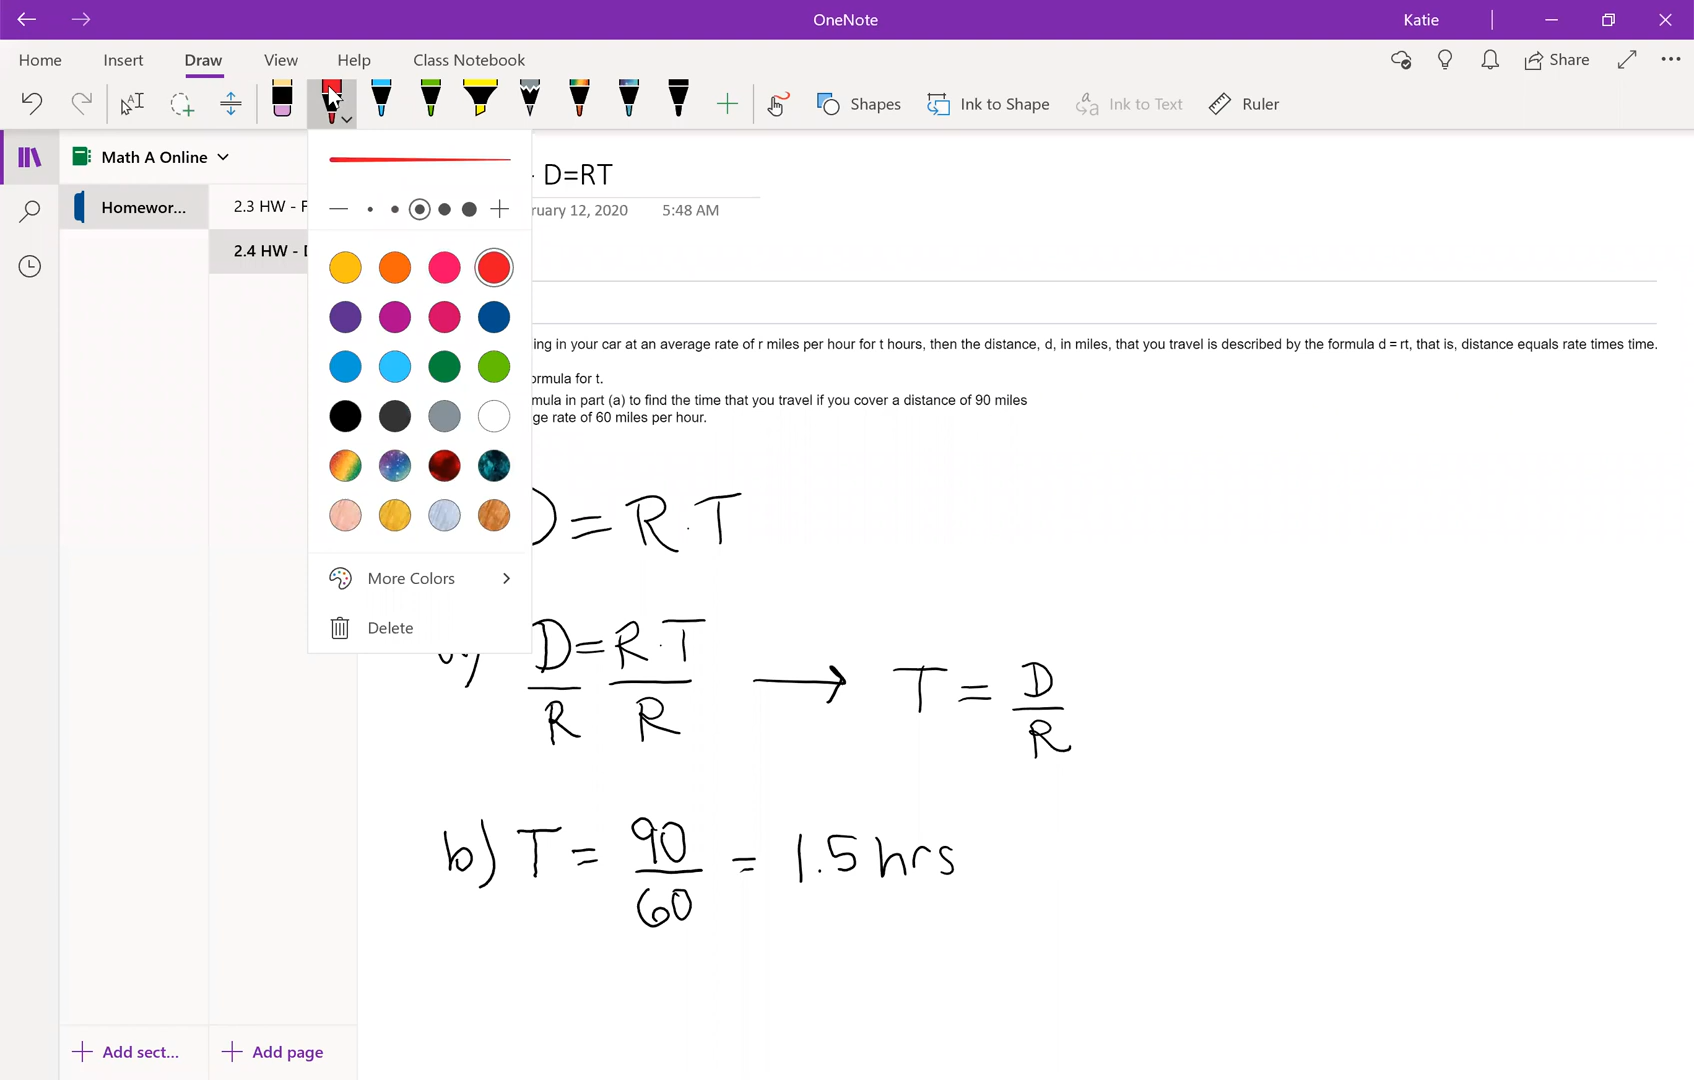 OneNote
Katie
Home Insert Draw View Help Class Notebook
Share
Shapes Ink to Shape Ink to Text Ruler
Math A Online
Homewor...
2.3 HW - F
2.4 HW - D
- D=RT
ruary 12, 2020 5:48 AM
ing in your car at an average rate of r miles per hour for t hours, then the distance, d, in miles, that you travel is described by the formula d = rt, that is, distance equals rate times time.
ormula for t.
mula in part (a) to find the time that you travel if you cover a distance of 90 miles
ge rate of 60 miles per hour.
More Colors
Delete
D = R · T
a) D/R = R · T/R → T = D/R
b) T = 90/60 = 1.5 hrs
Add sect...
Add page